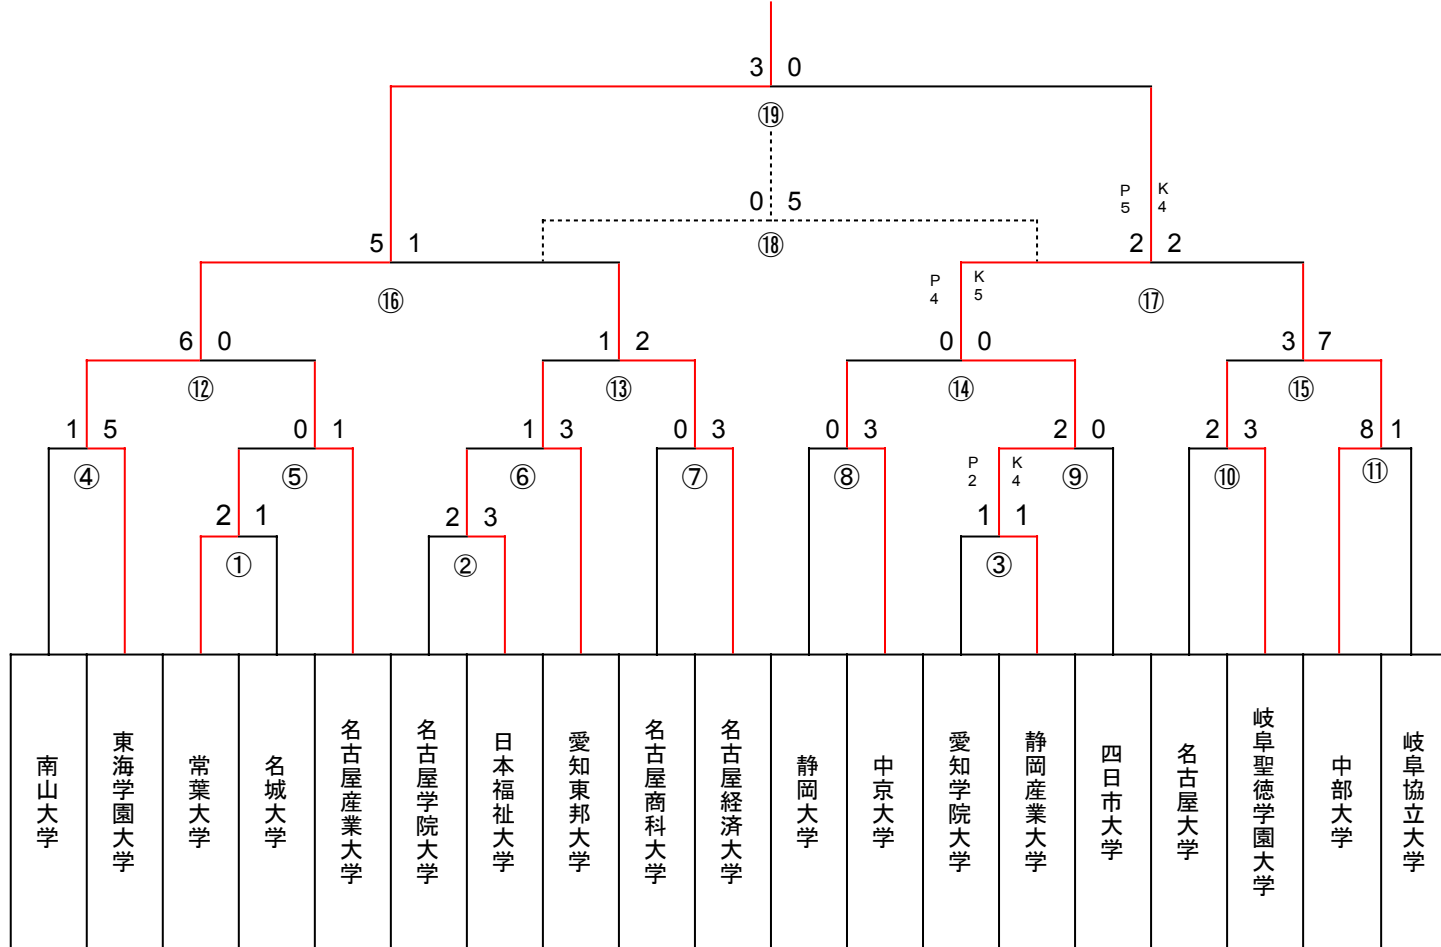 3 0
⑲
0 5
P K
5 4
5 1
⑱
2 2
⑯
P K
4 5
⑰
6 0
1 2
0 0
3 7
⑫
⑬
⑭
⑮
1 5
0 1
1 3
0 3
0 3
2 0
2 3
8 1
④
⑤
⑥
⑦
⑧
P K
2 4
⑨
⑩
⑪
2 1
2 3
1 1
①
②
③
南山大学
東海学園大学
常葉大学
名城大学
名古屋産業大学
名古屋学院大学
日本福祉大学
愛知東邦大学
名古屋商科大学
名古屋経済大学
静岡大学
中京大学
愛知学院大学
静岡産業大学
四日市大学
名古屋大学
岐阜聖徳学園大学
中部大学
岐阜協立大学